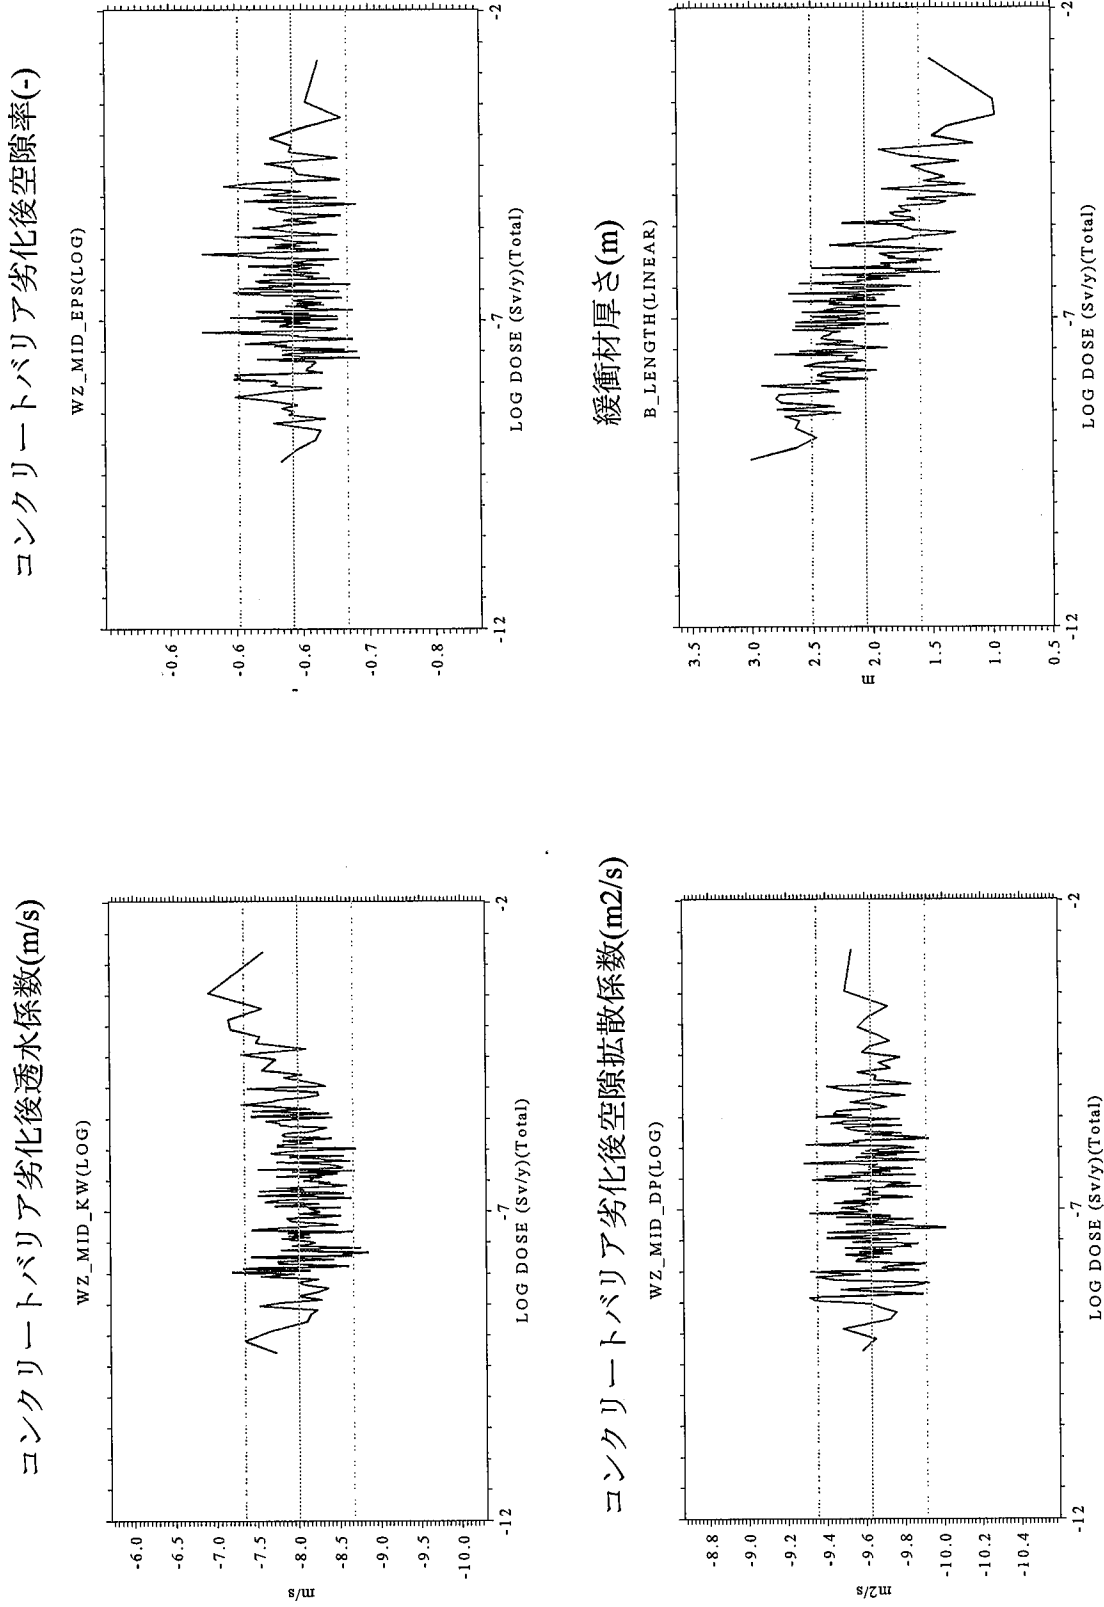 コンクリートバリア劣化後透水係数(m/s)
WZ_MID_KW(LOG)
-6.0
-6.5
-7.0
-7.5
-8.0
-8.5
-9.0
-9.5
-10.0
m/s
-12
-7
-2
LOG DOSE (Sv/y)(Total)
コンクリートバリア劣化後空隙率(-)
WZ_MID_EPS(LOG)
-0.6
-0.6
-0.6
-0.7
-0.8
-
-12
-7
-2
LOG DOSE (Sv/y)(Total)
コンクリートバリア劣化後空隙拡散係数(m2/s)
WZ_MID_DP(LOG)
-8.8
-9.0
-9.2
-9.4
-9.6
-9.8
-10.0
-10.2
-10.4
m2/s
-12
-7
-2
LOG DOSE (Sv/y)(Total)
緩衝材厚さ(m)
B_LENGTH(LINEAR)
3.5
3.0
2.5
2.0
1.5
1.0
0.5
m
-12
-7
-2
LOG DOSE (Sv/y)(Total)